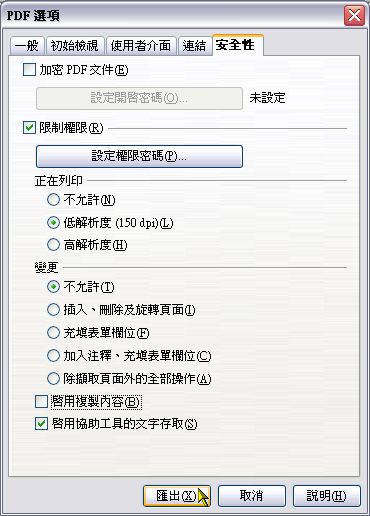 PDF 選項
一般 初始檢視 使用者介面 連結 安全性
加密 PDF 文件(E)
設定開啟密碼(O)... 未設定
限制權限(R)
設定權限密碼(P)...
正在列印
不允許(N)
低解析度 (150 dpi)(L)
高解析度(H)
變更
不允許(T)
插入、刪除及旋轉頁面(I)
充填表單欄位(F)
加入注釋、充填表單欄位(C)
除擷取頁面外的全部操作(A)
啓用複製內容(B)
啓用協助工具的文字存取(S)
匯出(X) 取消 說明(H)